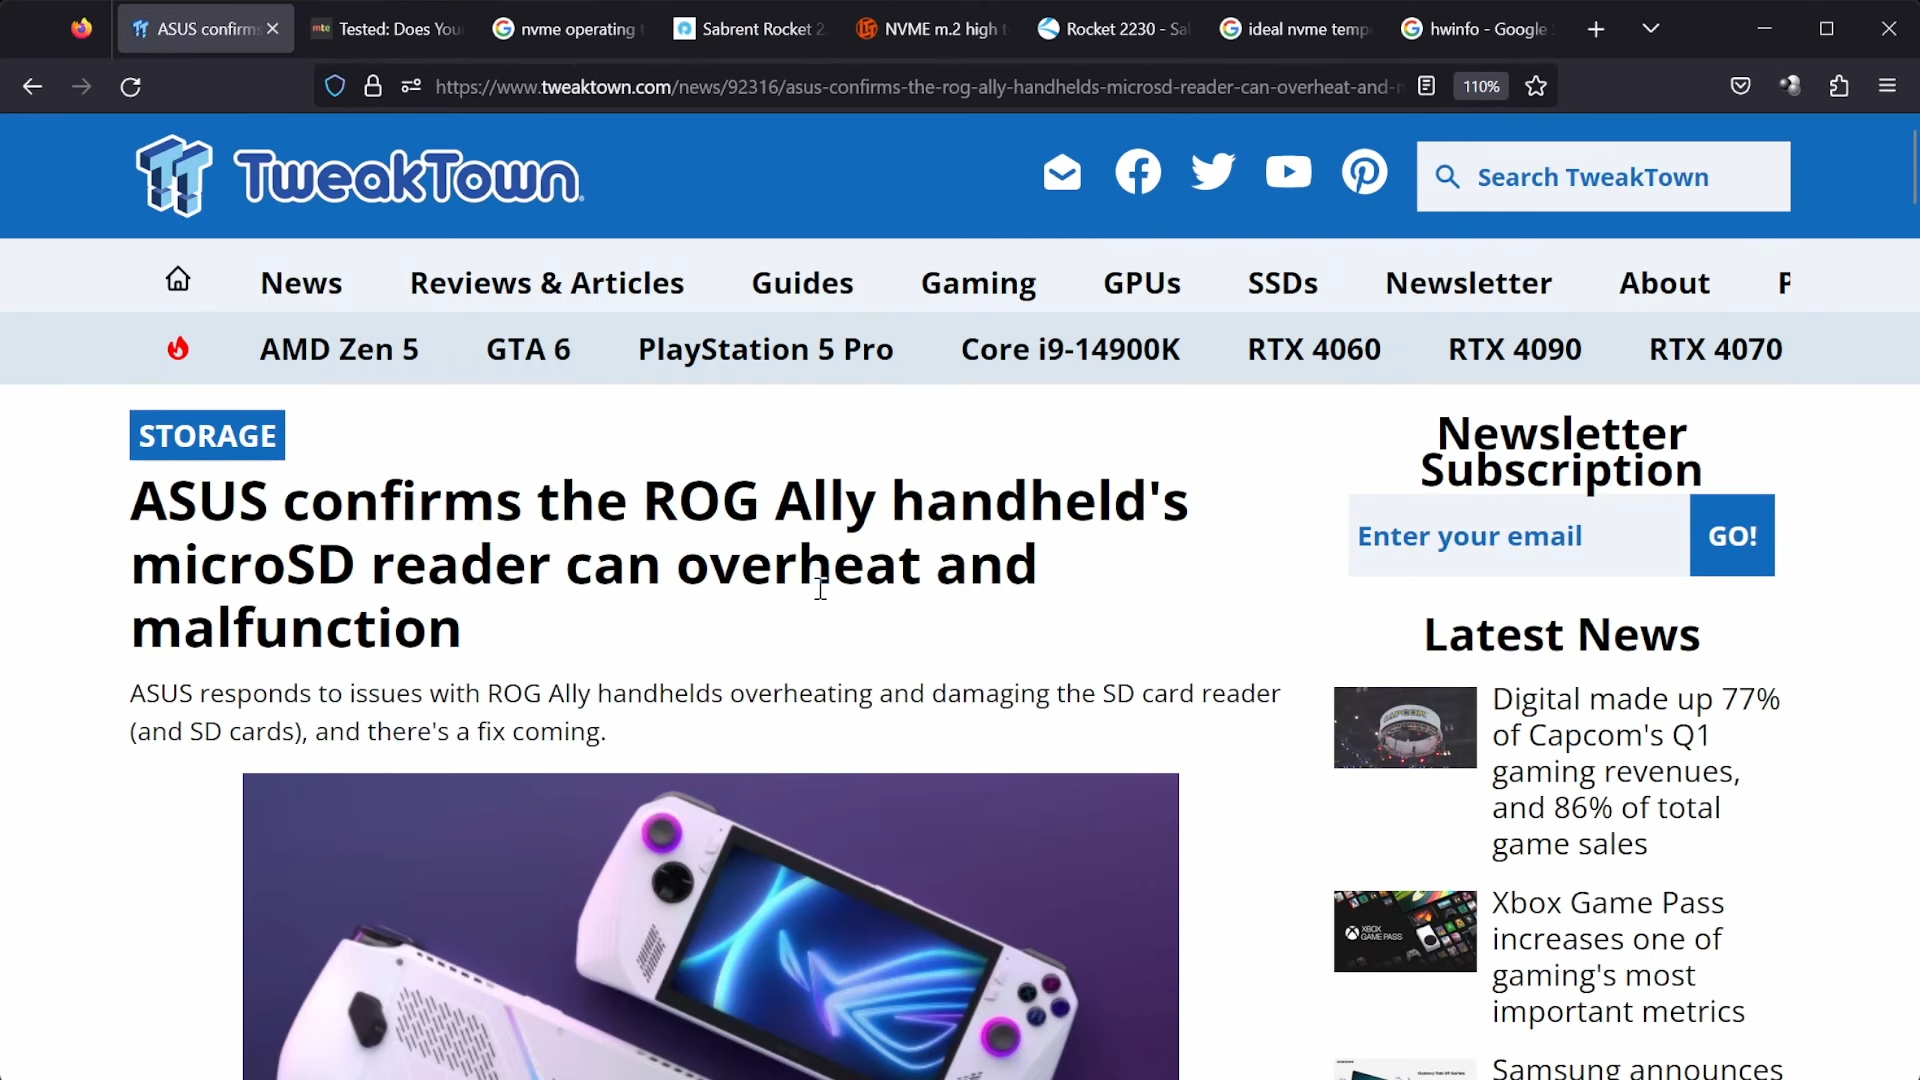 ASUS confirms
mte Tested: Does You
nvme operating
Sabrent Rocket 2
NVME m.2 high t
Rocket 2230 - Sa
ideal nvme temp
hwinfo - Google
https://www.tweaktown.com/news/92316/asus-confirms-the-rog-ally-handhelds-microsd-reader-can-overheat-and-
110%
TWEAKTOWN
Search TweakTown
News Reviews & Articles Guides Gaming GPUs SSDs Newsletter About
AMD Zen 5 GTA 6 PlayStation 5 Pro Core i9-14900K RTX 4060 RTX 4090 RTX 4070
STORAGE
ASUS confirms the ROG Ally handheld's
microSD reader can overheat and
malfunction
ASUS responds to issues with ROG Ally handhelds overheating and damaging the SD card reader
(and SD cards), and there's a fix coming.
Newsletter
Subscription
Enter your email GO!
Latest News
CAPCOM
Digital made up 77%
of Capcom's Q1
gaming revenues,
and 86% of total
game sales
XBOX
GAME PASS
Xbox Game Pass
increases one of
gaming's most
important metrics
Samsung announces